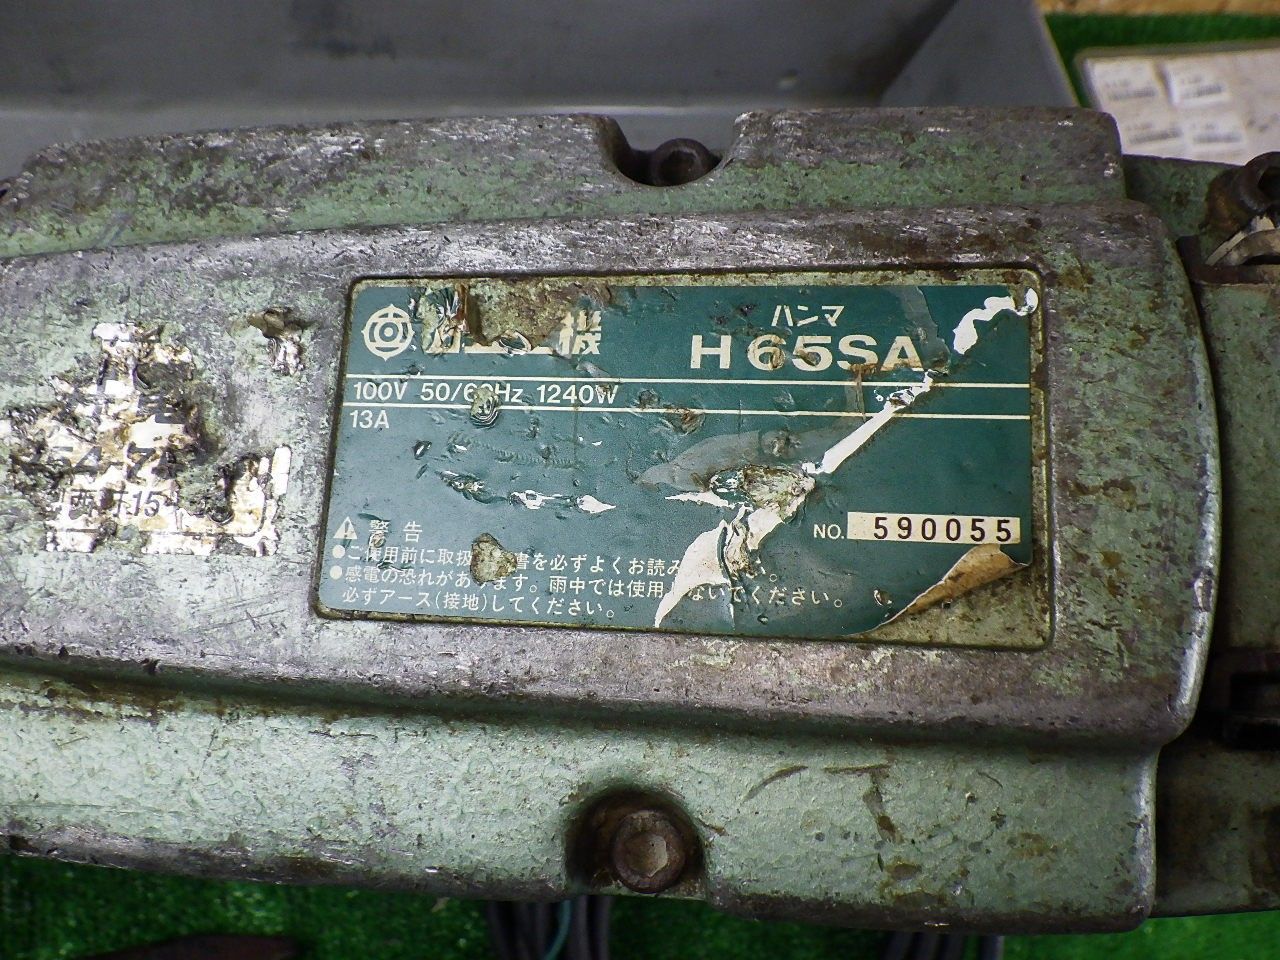 ハンマ
機 H65SA
100V 50/60Hz 1240W
13A
NO. 590055
警告
●ご使用前に取扱 書を必ずよくお読み い。
●感電の恐れがあります。雨中では使用しないでください。
必ずアース(接地)してください。
15